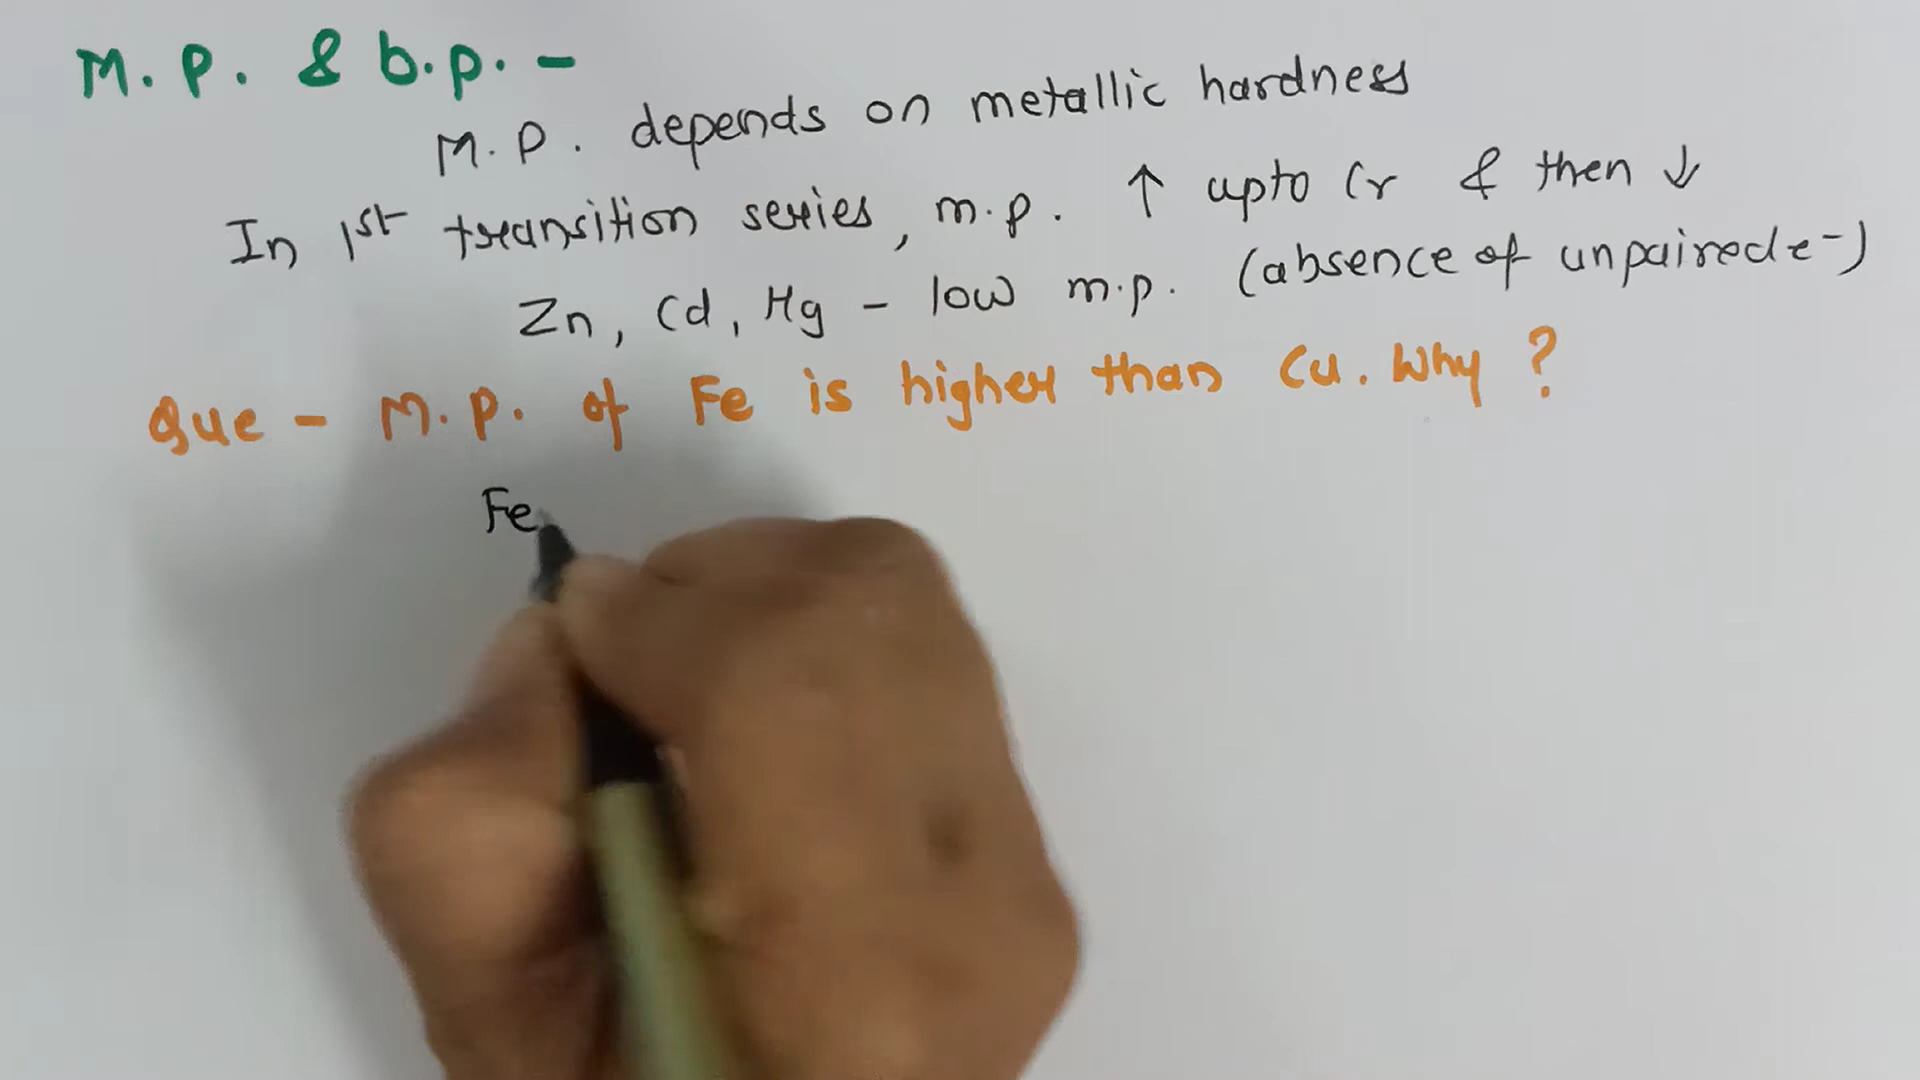 M.P. & b.p. -
M.P. depends on metallic hardness
In 1st transition series, m.p. ↑ upto Cr & then ↓
Zn, Cd, Hg - low m.p. (absence of unpaired e-)
Que - M.p. of Fe is higher than Cu. Why ?
Fe